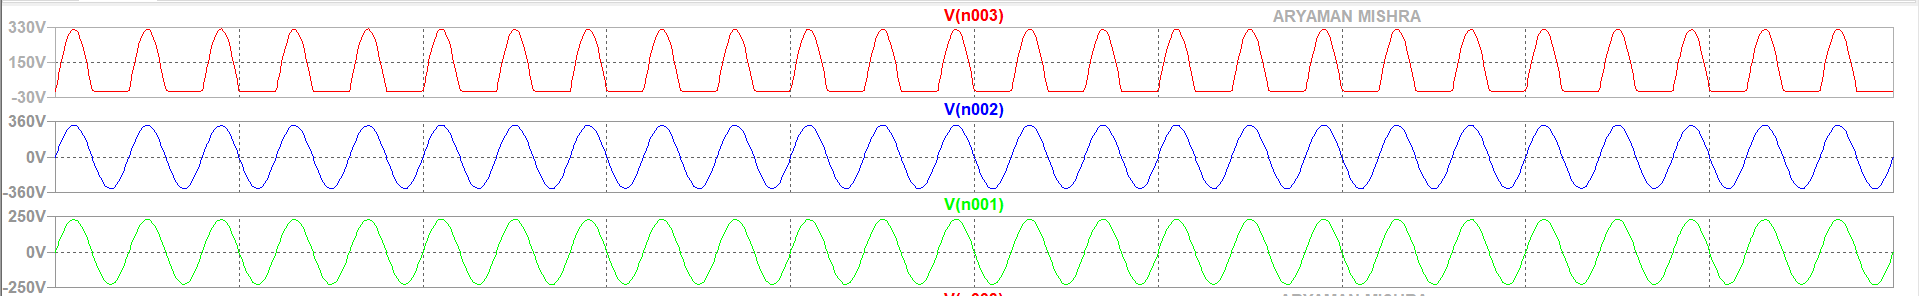 V(n003) ARYAMAN MISHRA
330V
150V
-30V
V(n002)
360V
0V
-360V
V(n001)
250V
0V
-250V